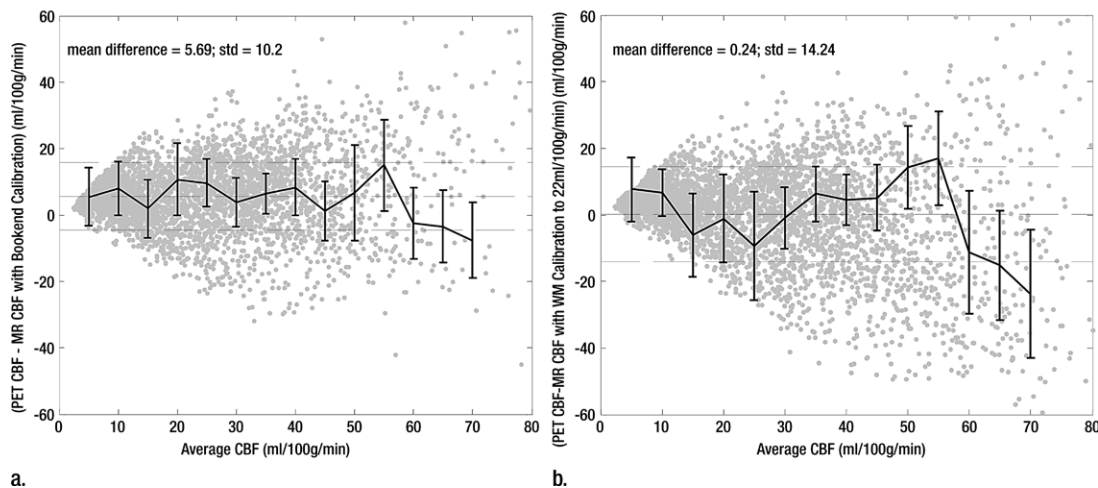 mean difference = 5.69; std = 10.2
(PET CBF - MR CBF with Bookend Calibration) (ml/100g/min)
60
40
20
0
-20
-40
-60
0 10 20 30 40 50 60 70 80
Average CBF (ml/100g/min)
a.
mean difference = 0.24; std = 14.24
(PET CBF-MR CBF with WM Calibration to 22ml/100g/min) (ml/100g/min)
60
40
20
0
-20
-40
-60
0 10 20 30 40 50 60 70 80
Average CBF (ml/100g/min)
b.